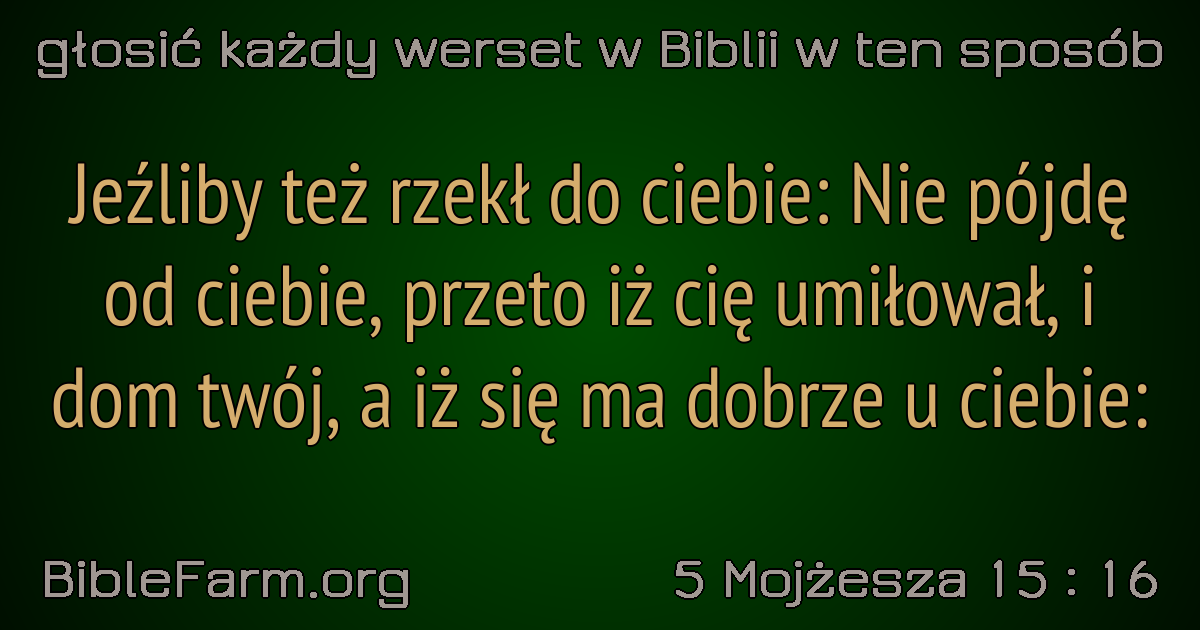 głosić każdy werset w Biblii w ten sposób
Jeźliby też rzekł do ciebie: Nie pójdę
od ciebie, przeto iż cię umiłował, i
dom twój, a iż się ma dobrze u ciebie:
BibleFarm.org
5 Mojżesza 15 : 16